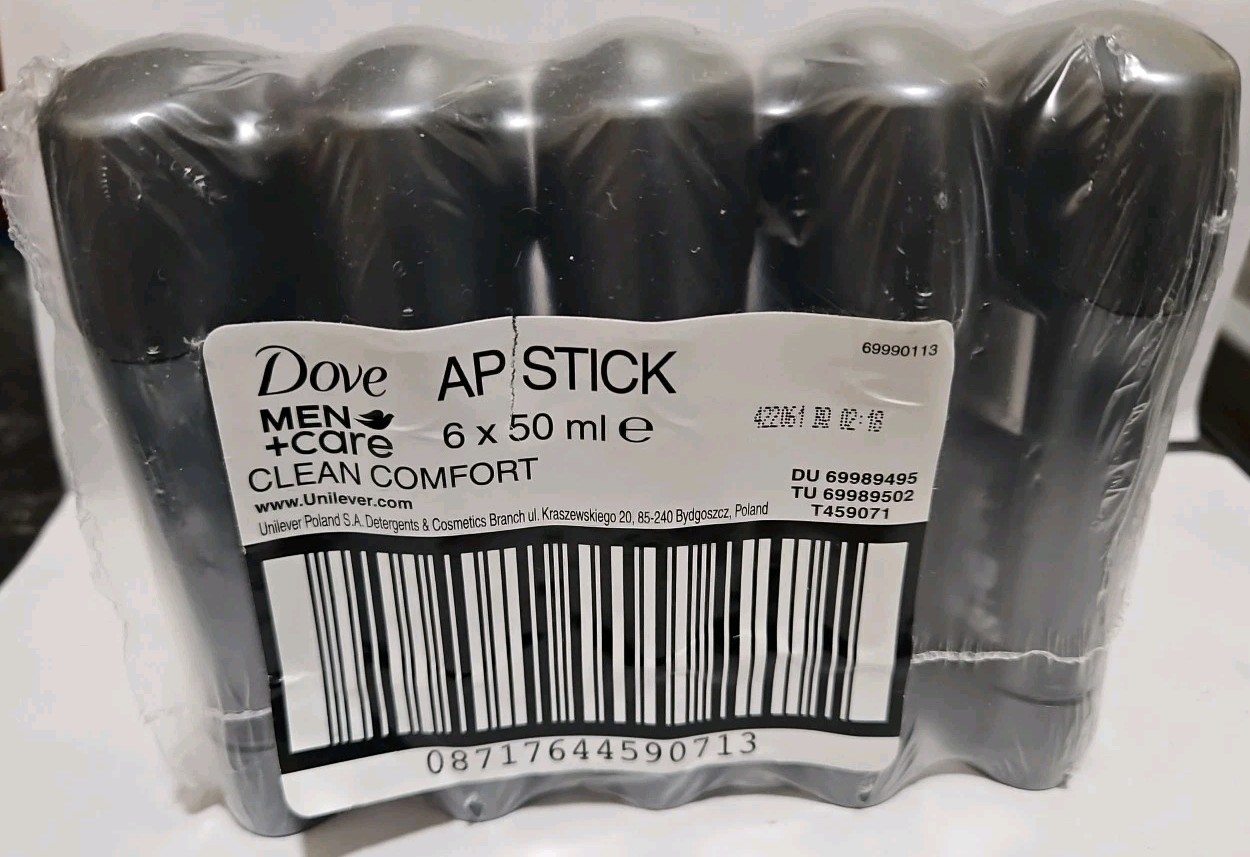 Dove
MEN
+care
AP STICK
6 x 50 ml e
CLEAN COMFORT
www.Unilever.com
Unilever Poland S.A. Detergents & Cosmetics Branch ul. Kraszewskiego 20, 85-240 Bydgoszcz, Poland
69990113
02:18
DU 69989495
TU 69989502
T459071
08717644590713